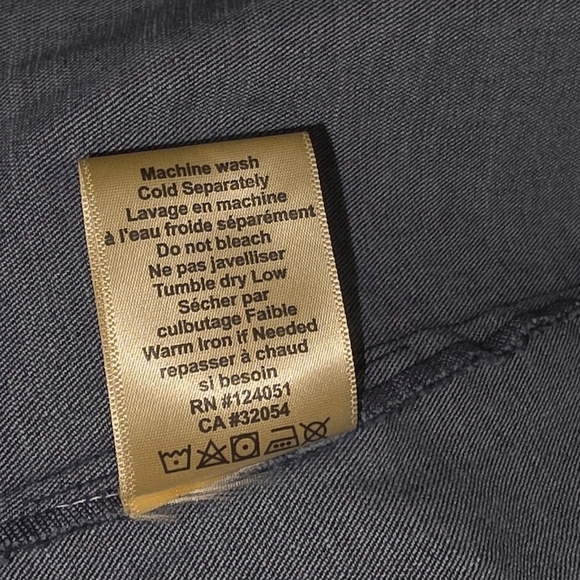 Machine wash
Cold Separately
Lavage en machine
à l'eau froide séparément
Do not bleach
Ne pas javelliser
Tumble dry Low
Sécher par
culbutage Faible
Warm Iron if Needed
repasser à chaud
si besoin
RN #124051
CA #32054